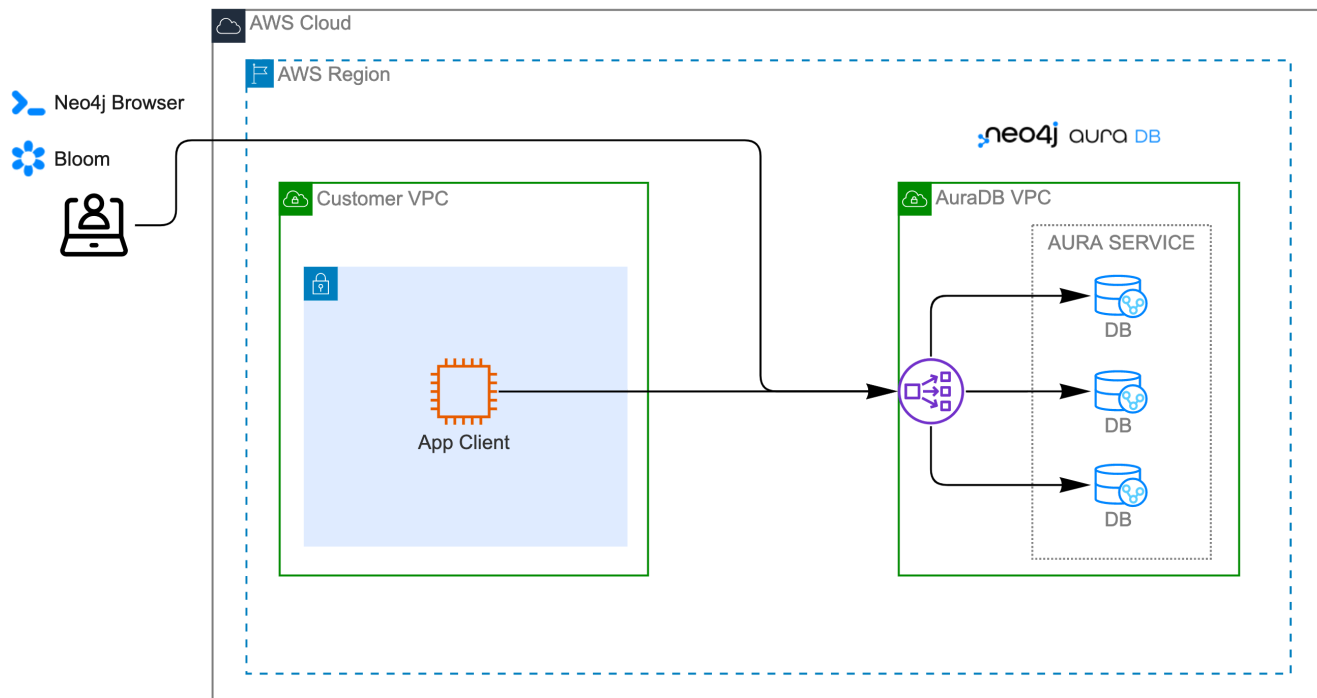 AWS Cloud
AWS Region
Neo4j Browser
Bloom
neo4j aura DB
Customer VPC
AuraDB VPC
AURA SERVICE
DB
App Client
DB
DB